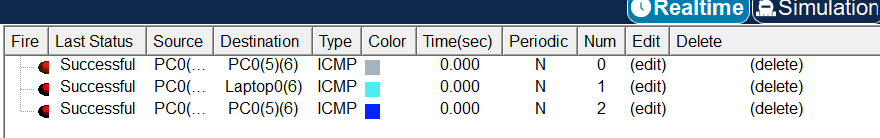 Realtime Simulation
Fire Last Status Source Destination Type Color Time(sec) Periodic Num Edit Delete
Successful PC0(... PC0(5)(6) ICMP 0.000 N 0 (edit) (delete)
Successful PC0(... Laptop0(6) ICMP 0.000 N 1 (edit) (delete)
Successful PC0(... PC0(5)(6) ICMP 0.000 N 2 (edit) (delete)